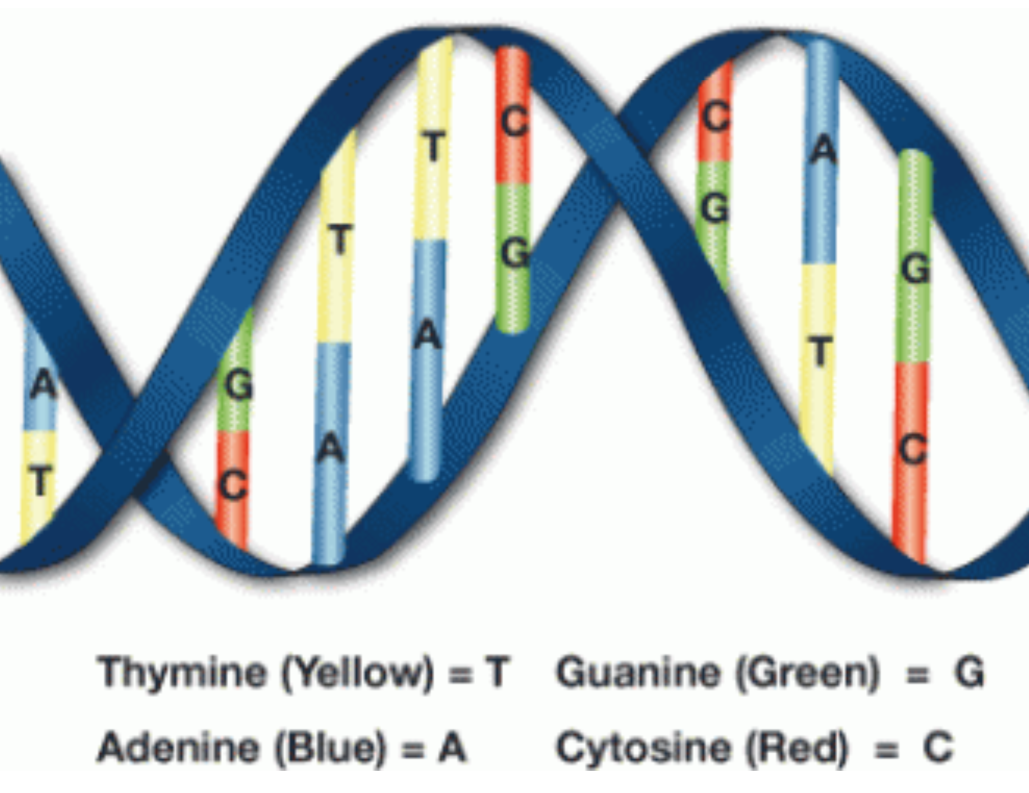 T C
C A
T
G
G
A
T A
G
T
A
C
A
C
T
Thymine (Yellow) = T Guanine (Green) = G
Adenine (Blue) = A Cytosine (Red) = C